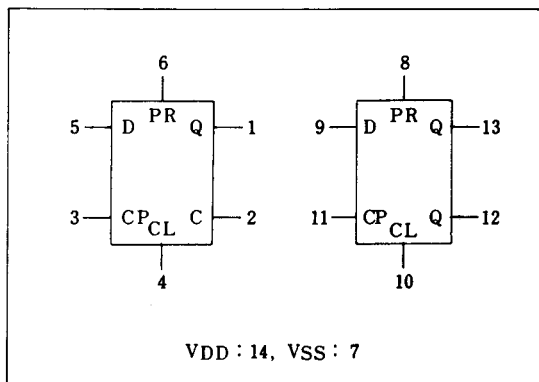 6 8
5 D PR Q 1 9 D PR Q 13
3 CP CL C 2 11 CP CL Q 12
4 10
VDD : 14, VSS : 7